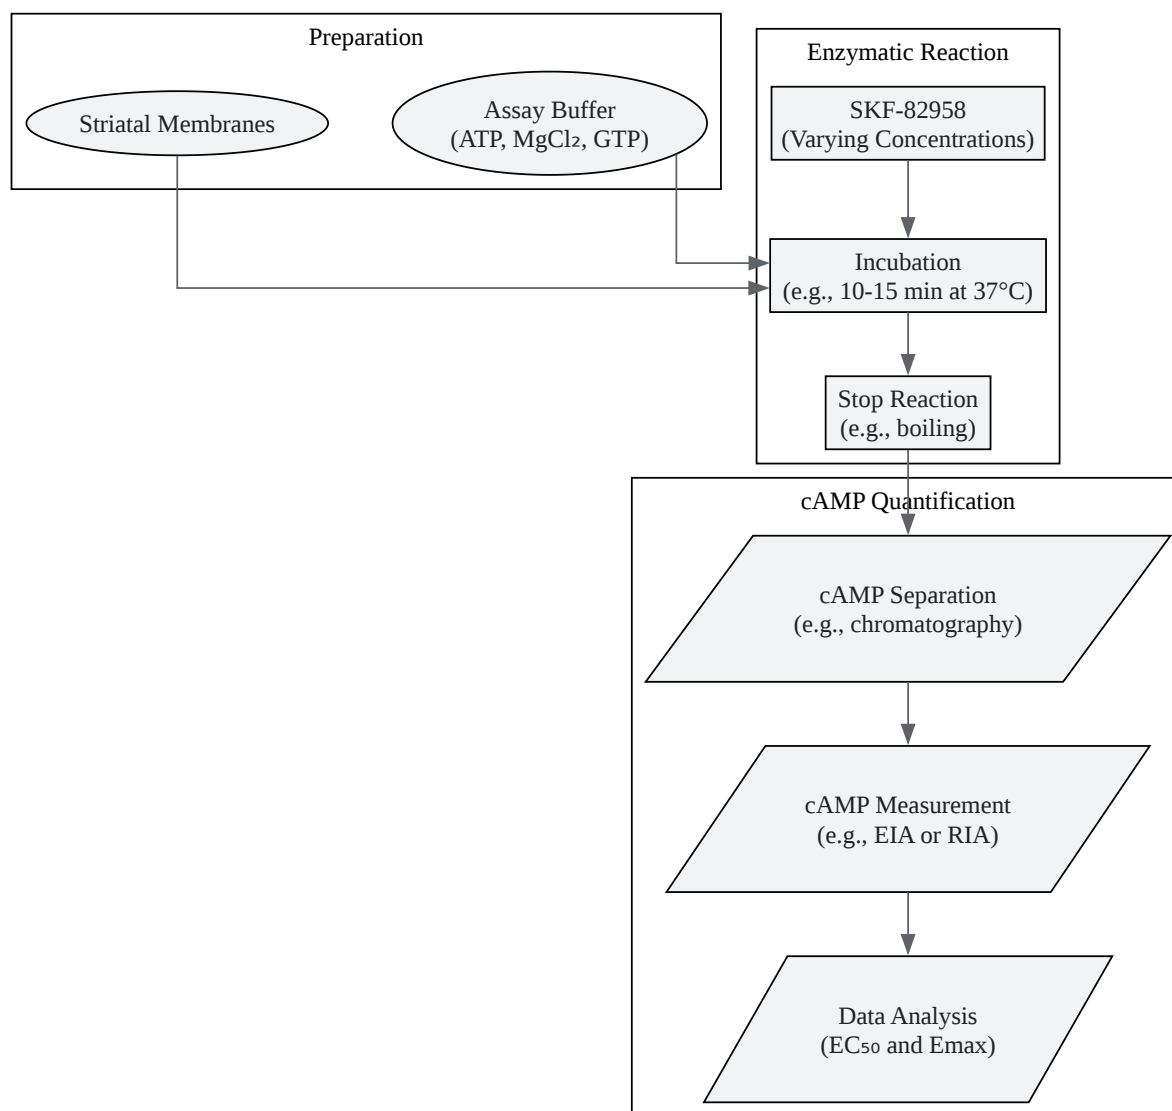 Preparation
Striatal Membranes
Assay Buffer
(ATP, MgCl₂, GTP)
Enzymatic Reaction
SKF-82958
(Varying Concentrations)
Incubation
(e.g., 10-15 min at 37°C)
Stop Reaction
(e.g., boiling)
cAMP Quantification
cAMP Separation
(e.g., chromatography)
cAMP Measurement
(e.g., EIA or RIA)
Data Analysis
(EC₅₀ and Emax)